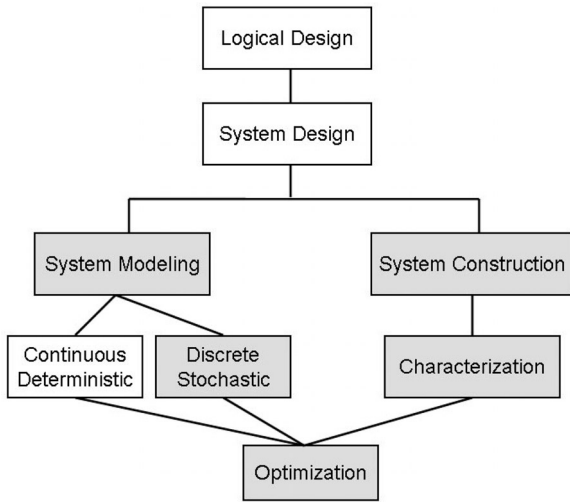 Logical Design
System Design
System Modeling
System Construction
Continuous
Deterministic
Discrete
Stochastic
Characterization
Optimization